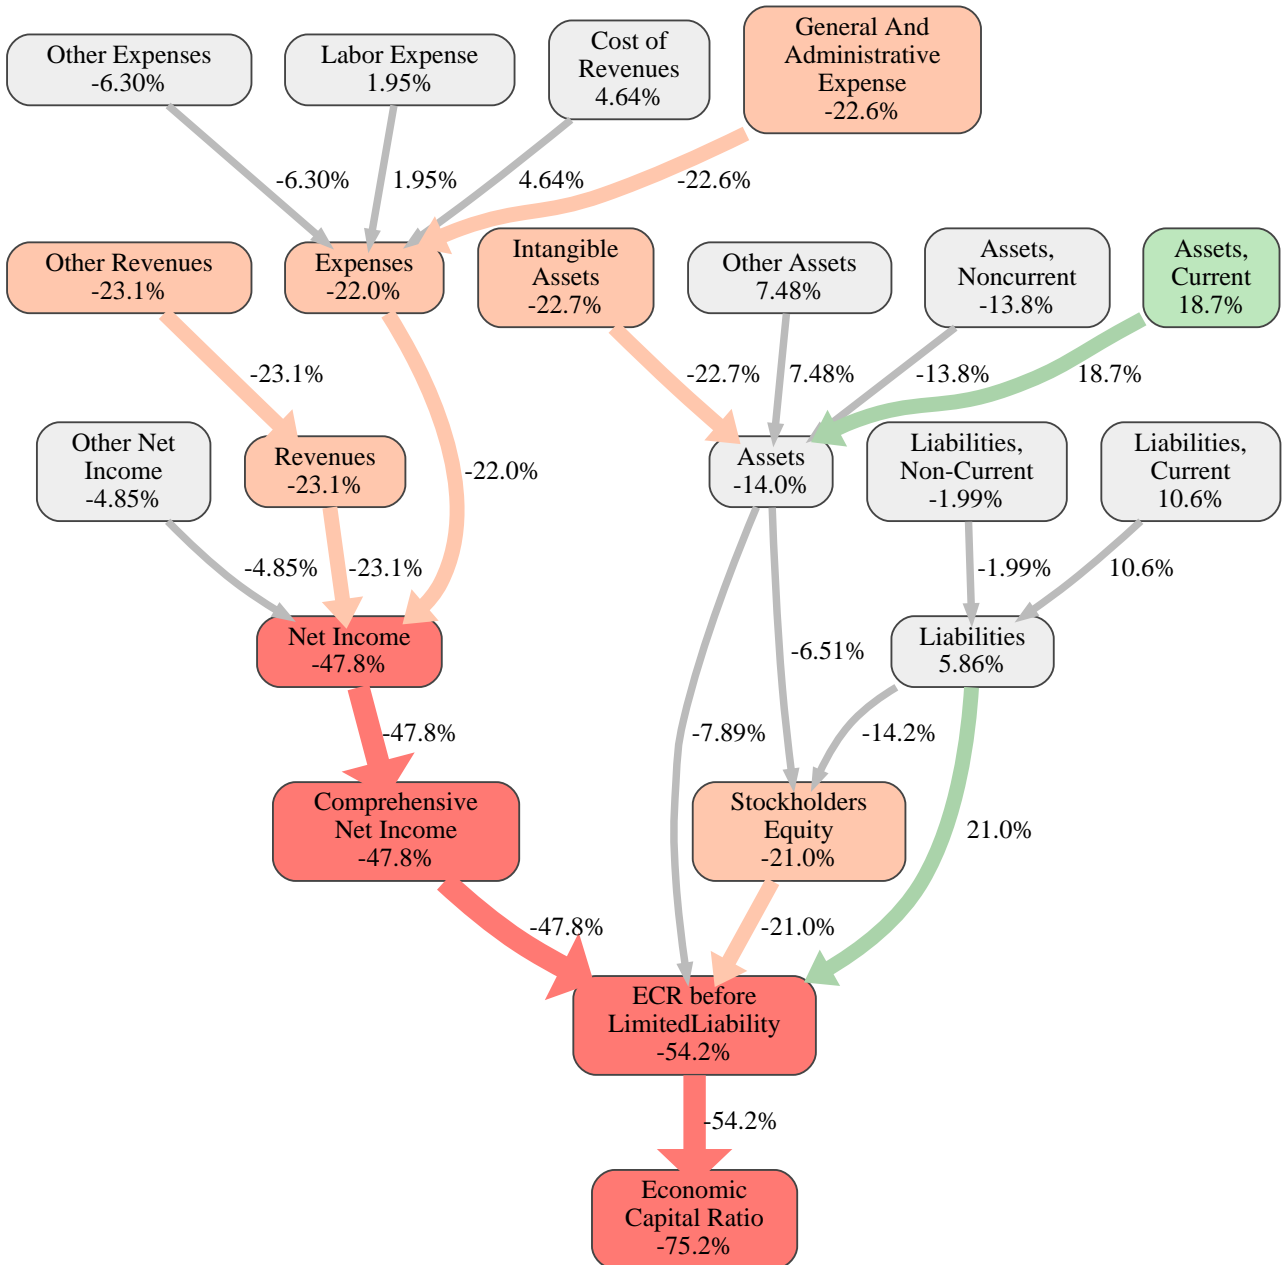 Other Expenses
-6.30%
Labor Expense
1.95%
Cost of
Revenues
4.64%
General And
Administrative
Expense
-22.6%
-6.30%
1.95%
4.64%
-22.6%
Other Revenues
-23.1%
Expenses
-22.0%
Intangible
Assets
-22.7%
Other Assets
7.48%
Assets,
Noncurrent
-13.8%
Assets,
Current
18.7%
-23.1%
-22.0%
-22.7%
7.48%
-13.8%
18.7%
Other Net
Income
-4.85%
Revenues
-23.1%
Assets
-14.0%
Liabilities,
Non-Current
-1.99%
Liabilities,
Current
10.6%
-4.85%
-23.1%
-1.99%
10.6%
Net Income
-47.8%
-6.51%
Liabilities
5.86%
-47.8%
-7.89%
-14.2%
Comprehensive
Net Income
-47.8%
Stockholders
Equity
-21.0%
21.0%
-47.8%
-21.0%
ECR before
LimitedLiability
-54.2%
-54.2%
Economic
Capital Ratio
-75.2%